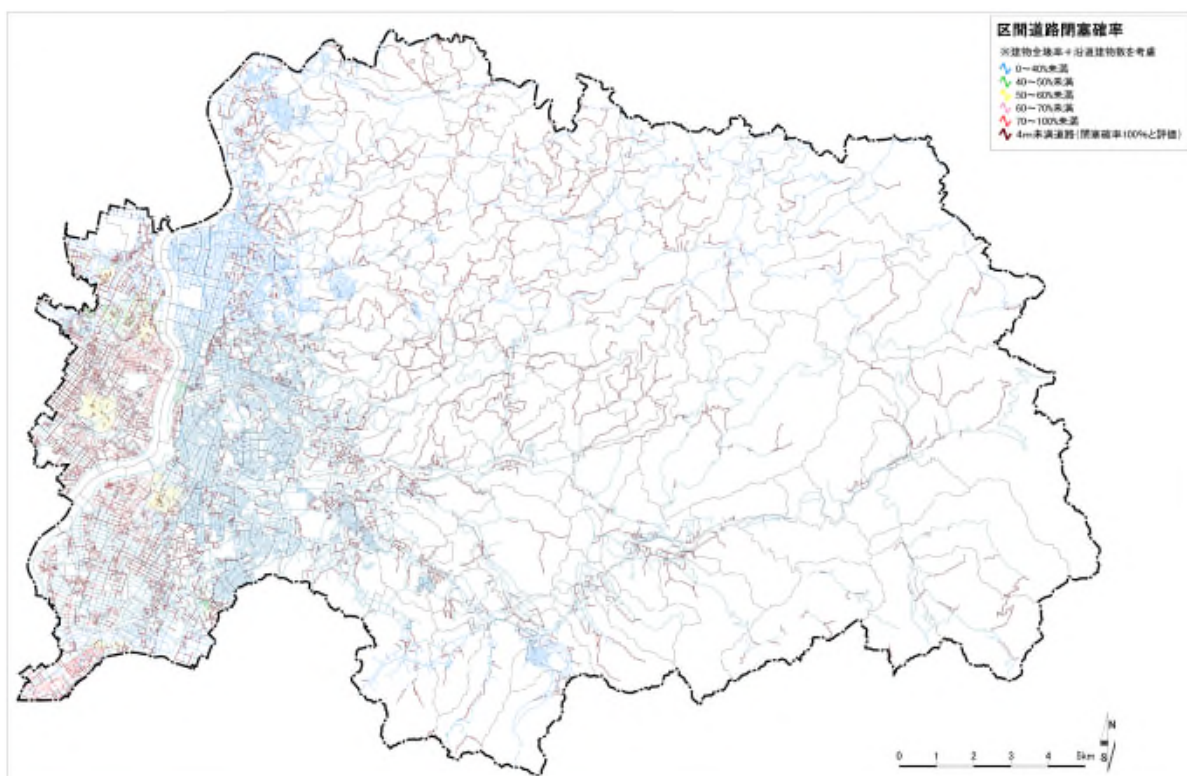 区間道路閉塞確率
※建物全壊率+沿道建物数を考慮
0~40%未満
40~50%未満
50~60%未満
60~70%未満
70~100%未満
4m未満道路(閉塞確率100%と評価)
N
S
0 1 2 3 4 5km